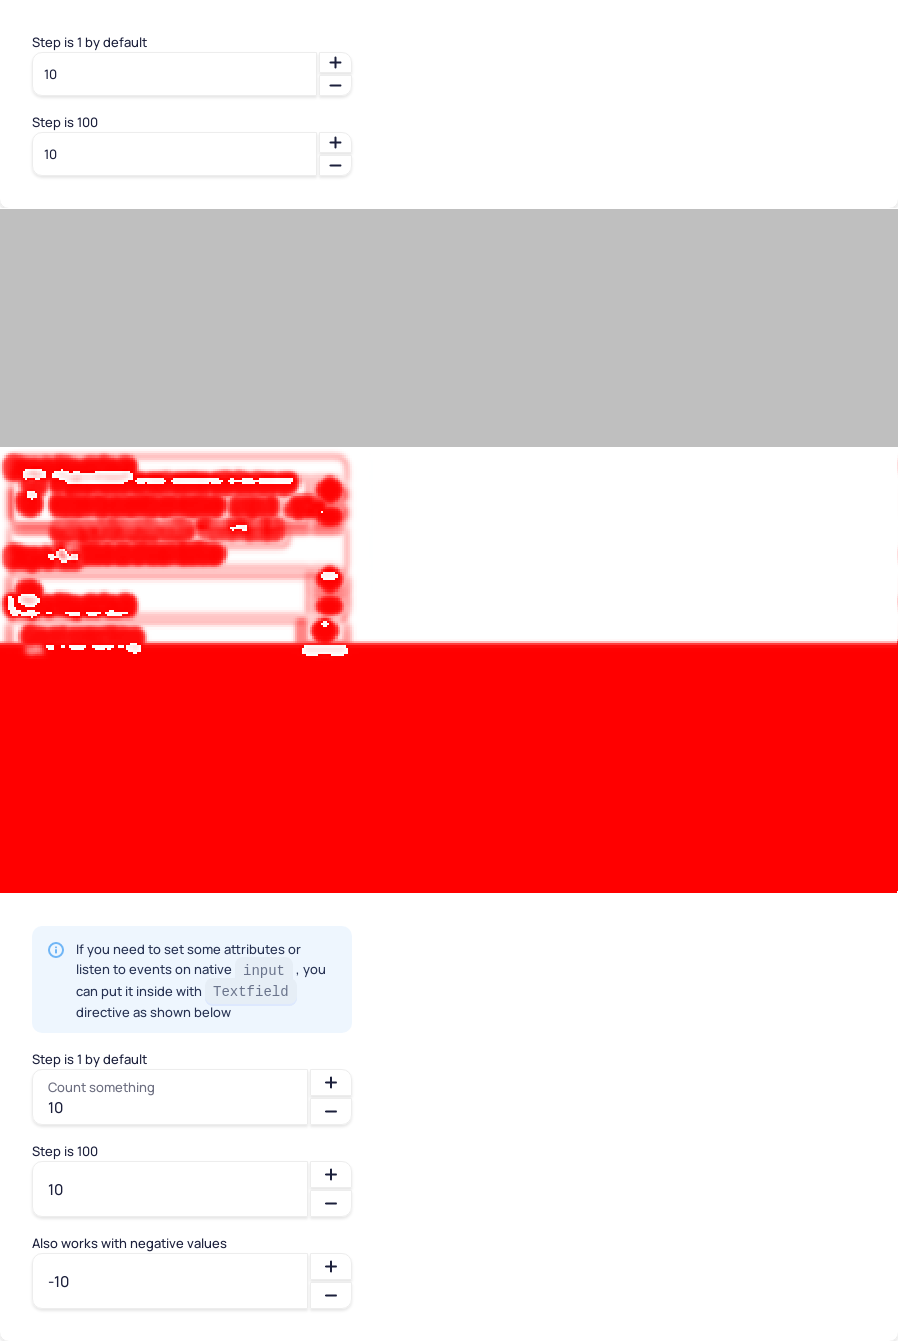 Step is 1 by default
10
Step is 100
10
If you need to set some attributes or
listen to events on native input , you
can put it inside with Textfield
directive as shown below
Step is 1 by default
Count something
10
Step is 100
10
Also works with negative values
-10